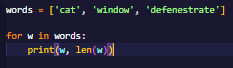 words = ['cat', 'window', 'defenestrate']
for w in words:
    print(w, len(w))